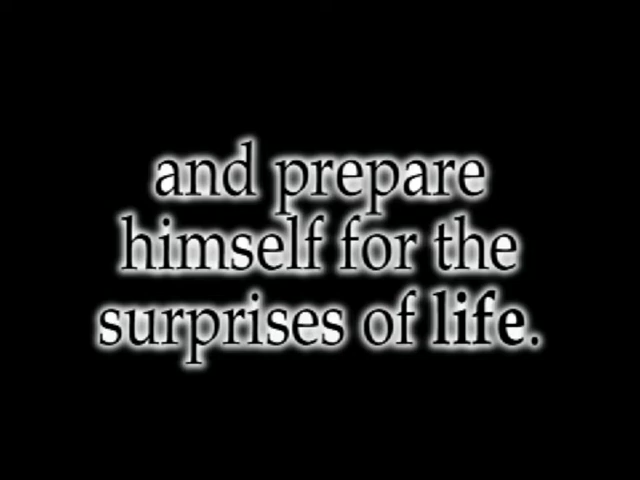 and prepare
himself for the
surprises of life.